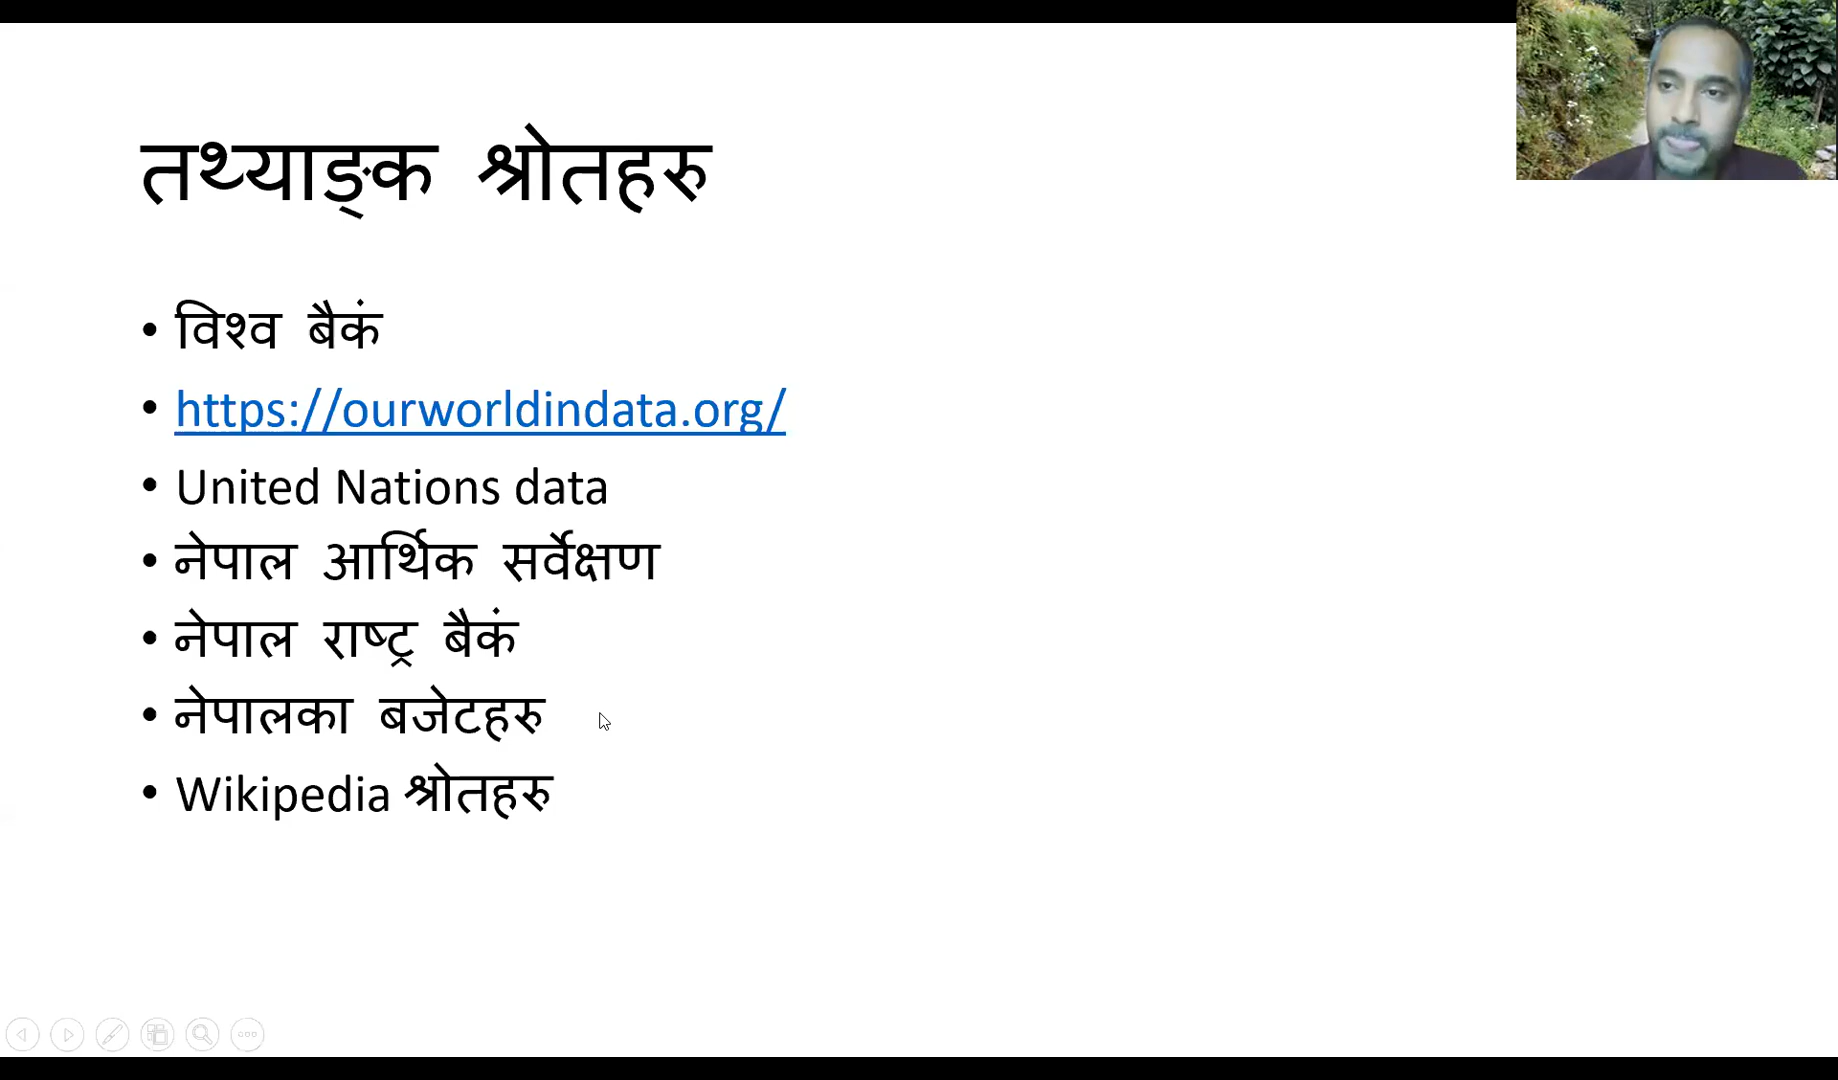 तथ्याङ्क श्रोतहरु
• विश्व बैकं
• https://ourworldindata.org/
• United Nations data
• नेपाल आर्थिक सर्वेक्षण
• नेपाल राष्ट्र बैकं
• नेपालका बजेटहरु
• Wikipedia श्रोतहरु